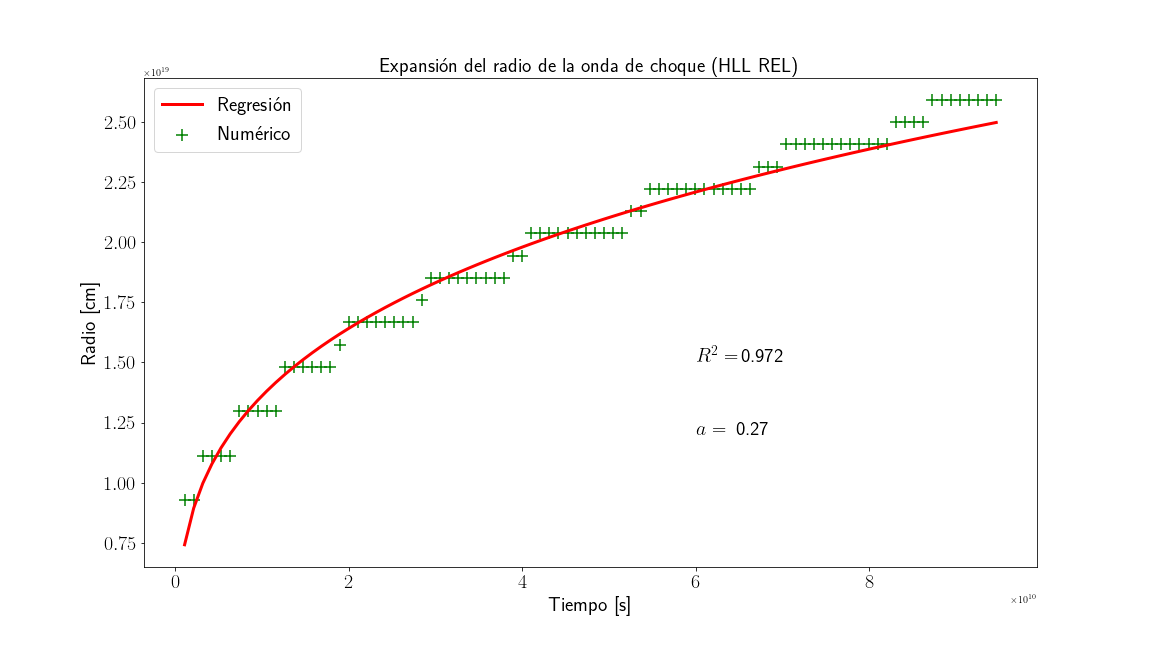 Expansión del radio de la onda de choque (HLL REL)
×10¹⁹
Regresión
Numérico
2.50
2.25
2.00
1.75
1.50
1.25
1.00
0.75
Radio [cm]
R² = 0.972
a = 0.27
0 2 4 6 8
×10¹⁰
Tiempo [s]